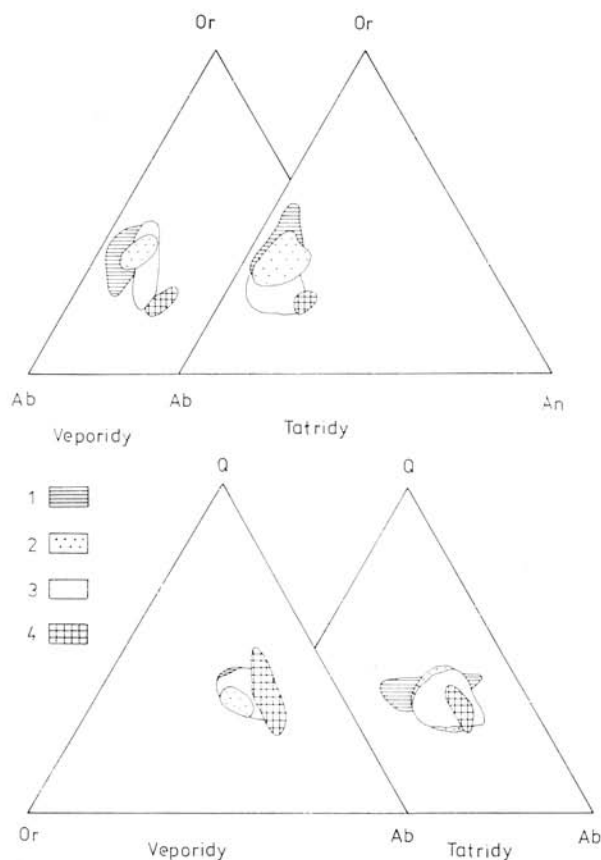 Or Or
Ab Ab An
Veporidy Tatridy
Q Q
1
2
3
4
Or Ab Ab
Veporidy Tatridy